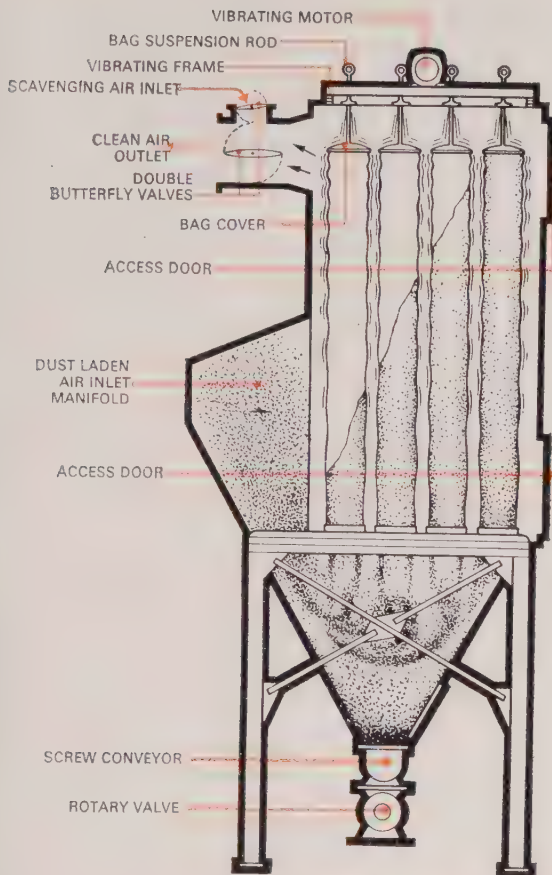 VIBRATING MOTOR
BAG SUSPENSION ROD
VIBRATING FRAME
SCAVENGING AIR INLET
CLEAN AIR
OUTLET
DOUBLE
BUTTERFLY VALVES
BAG COVER
ACCESS DOOR
DUST LADEN
AIR INLET
MANIFOLD
ACCESS DOOR
SCREW CONVEYOR
ROTARY VALVE